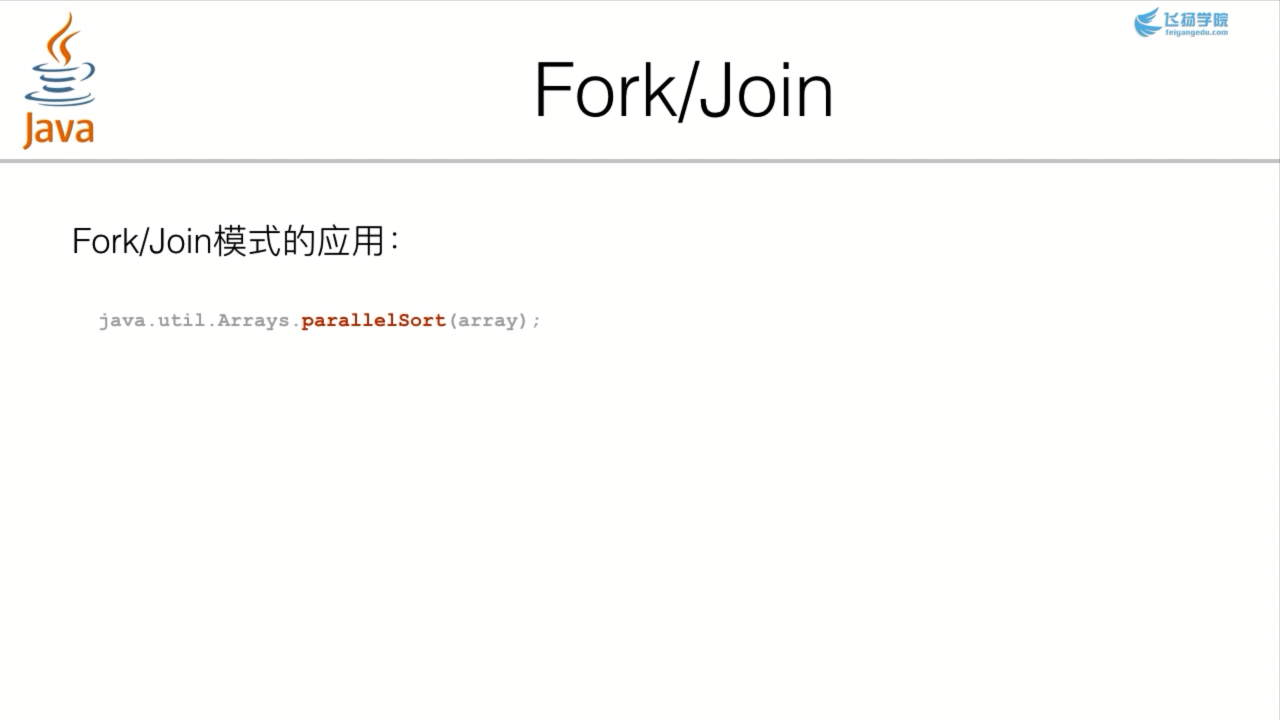 Java
飞扬学院
feiyangedu.com
Fork/Join
Fork/Join模式的应用：
java.util.Arrays.parallelSort(array);